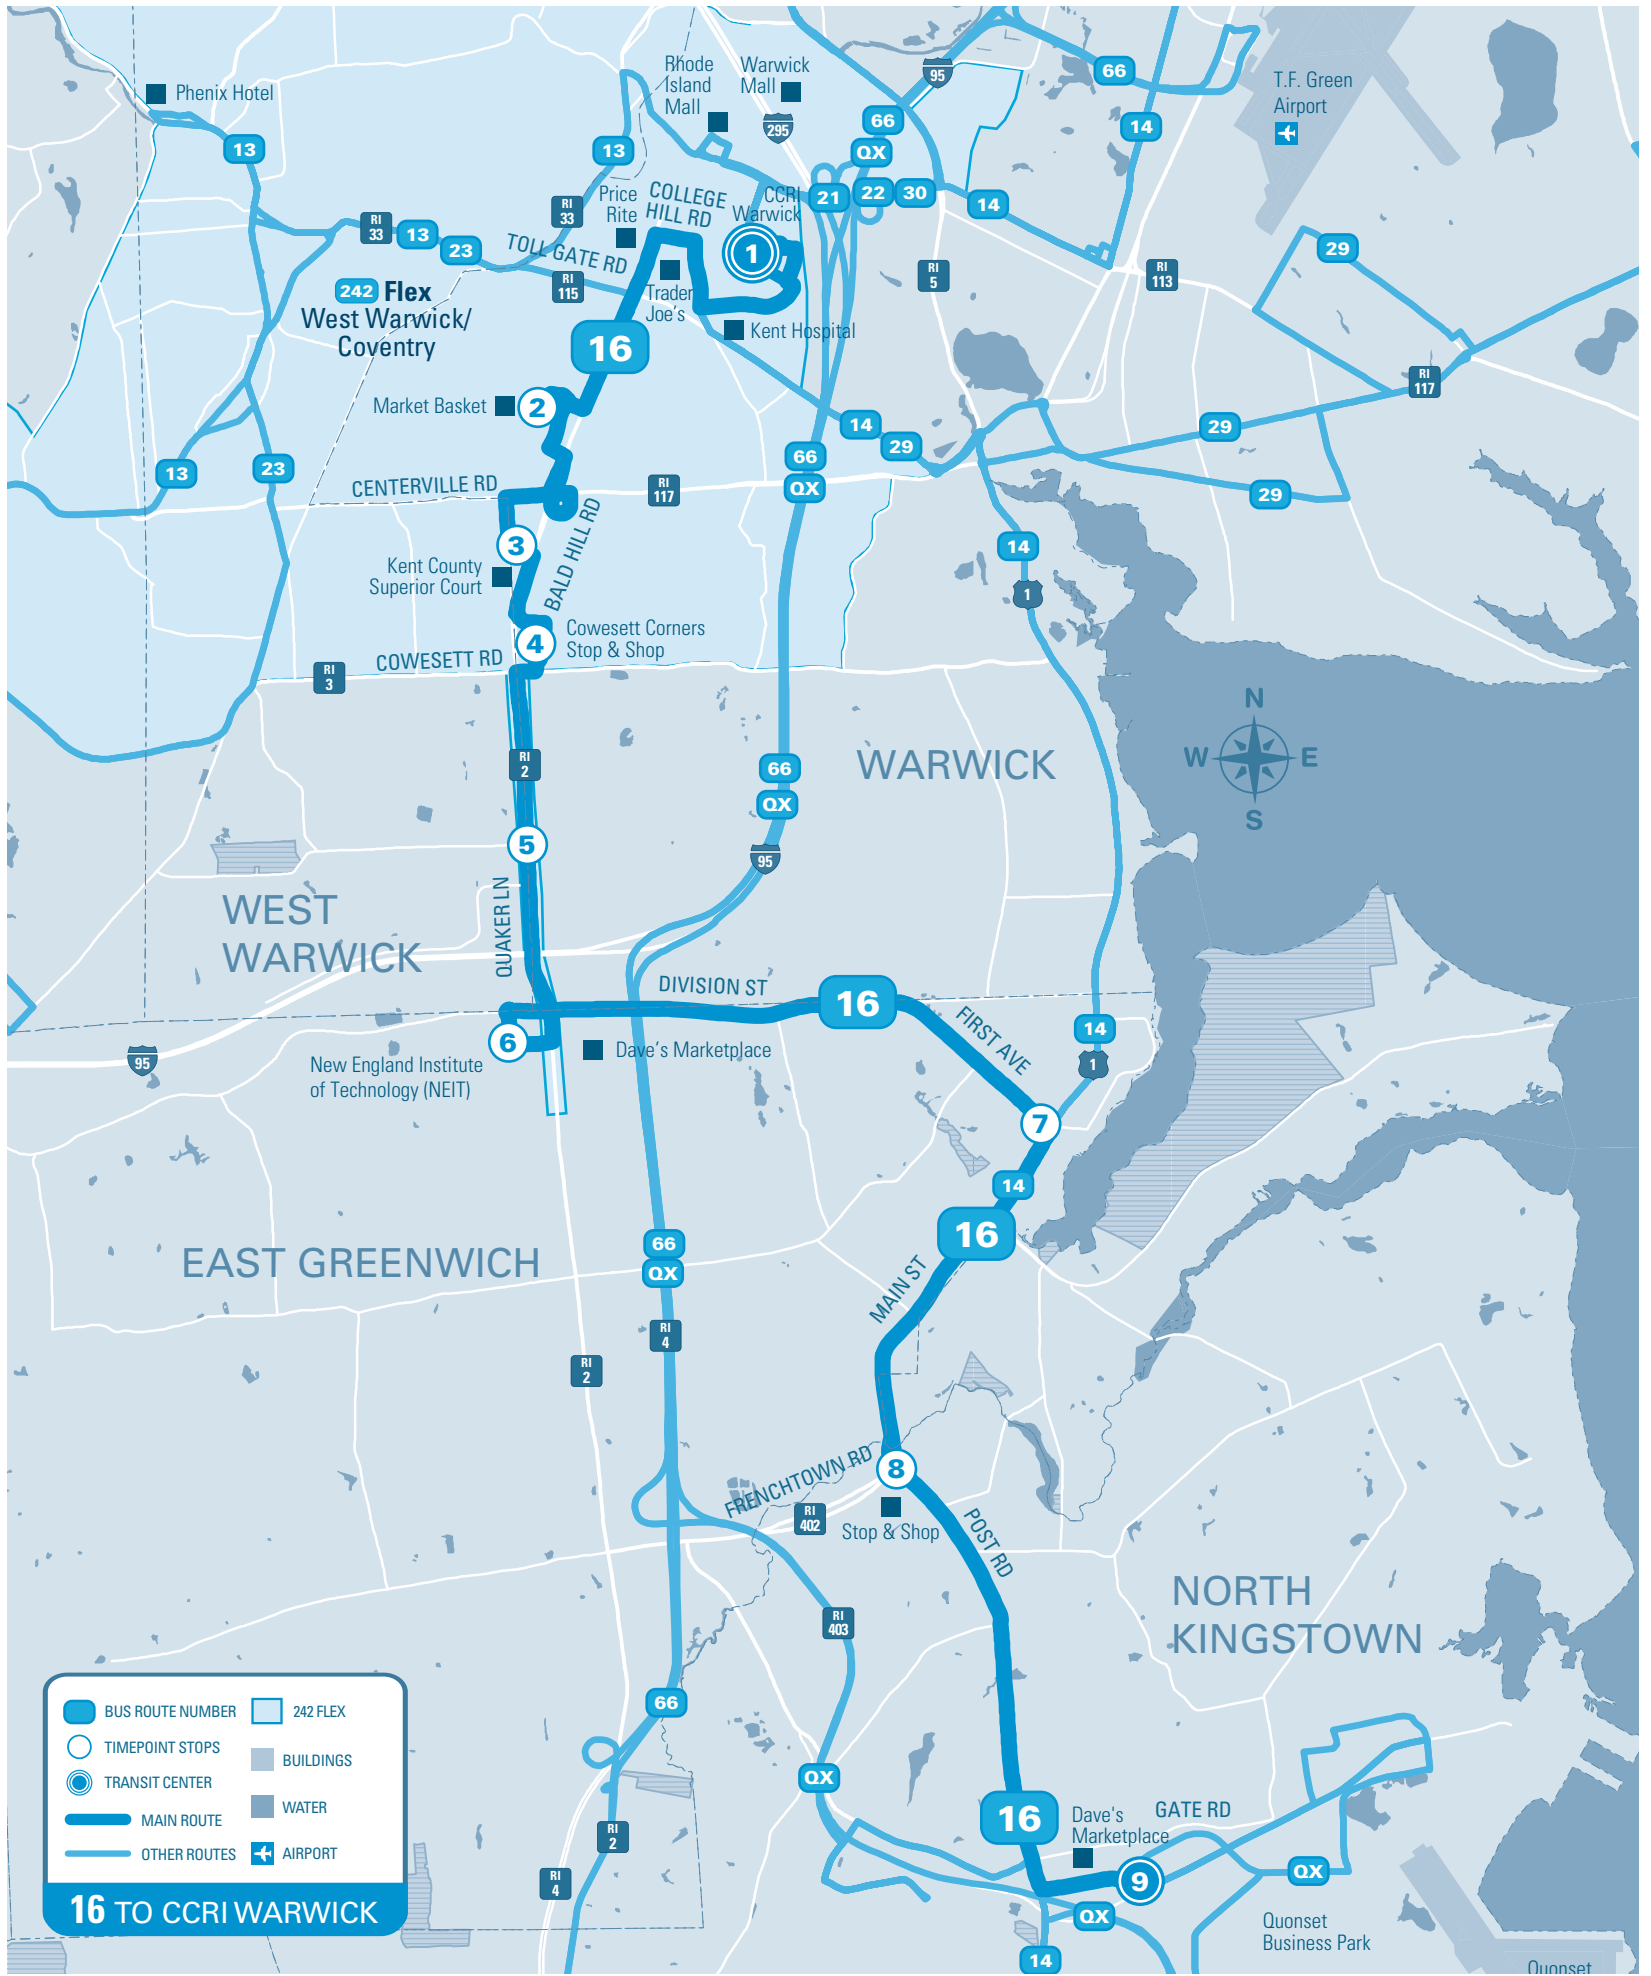 Phenix Hotel
Rhode
Island
Mall
Warwick
Mall
95
66
T.F. Green
Airport
14
295
66
QX
13
13
Price
Rite
COLLEGE
HILL RD
CCRI
Warwick
21
22
30
14
RI
33
RI
33
13
23
TOLL GATE RD
1
29
RI
115
RI
5
RI
113
242 Flex
West Warwick/
Coventry
Trader
Joe's
Kent Hospital
16
RI
117
Market Basket
2
14
29
29
66
QX
13
23
CENTERVILLE RD
RI
117
29
BALD HILL RD
3
14
Kent County
Superior Court
1
4
Cowesett Corners
Stop & Shop
COWESETT RD
RI
3
N
W
E
S
RI
2
66
QX
WARWICK
5
95
WEST
WARWICK
QUAKER LN
DIVISION ST
16
FIRST AVE
14
6
Dave's Marketplace
95
New England Institute
of Technology (NEIT)
1
7
14
16
EAST GREENWICH
66
QX
MAIN ST
RI
4
RI
2
FRENCHTOWN RD
8
RI
402
Stop & Shop
POST RD
NORTH
KINGSTOWN
RI
403
66
QX
16
Dave's
Marketplace
GATE RD
RI
2
RI
4
9
QX
QX
14
Quonset
Business Park
Quonset
BUS ROUTE NUMBER
242 FLEX
TIMEPOINT STOPS
BUILDINGS
TRANSIT CENTER
WATER
MAIN ROUTE
OTHER ROUTES
AIRPORT
16 TO CCRI WARWICK